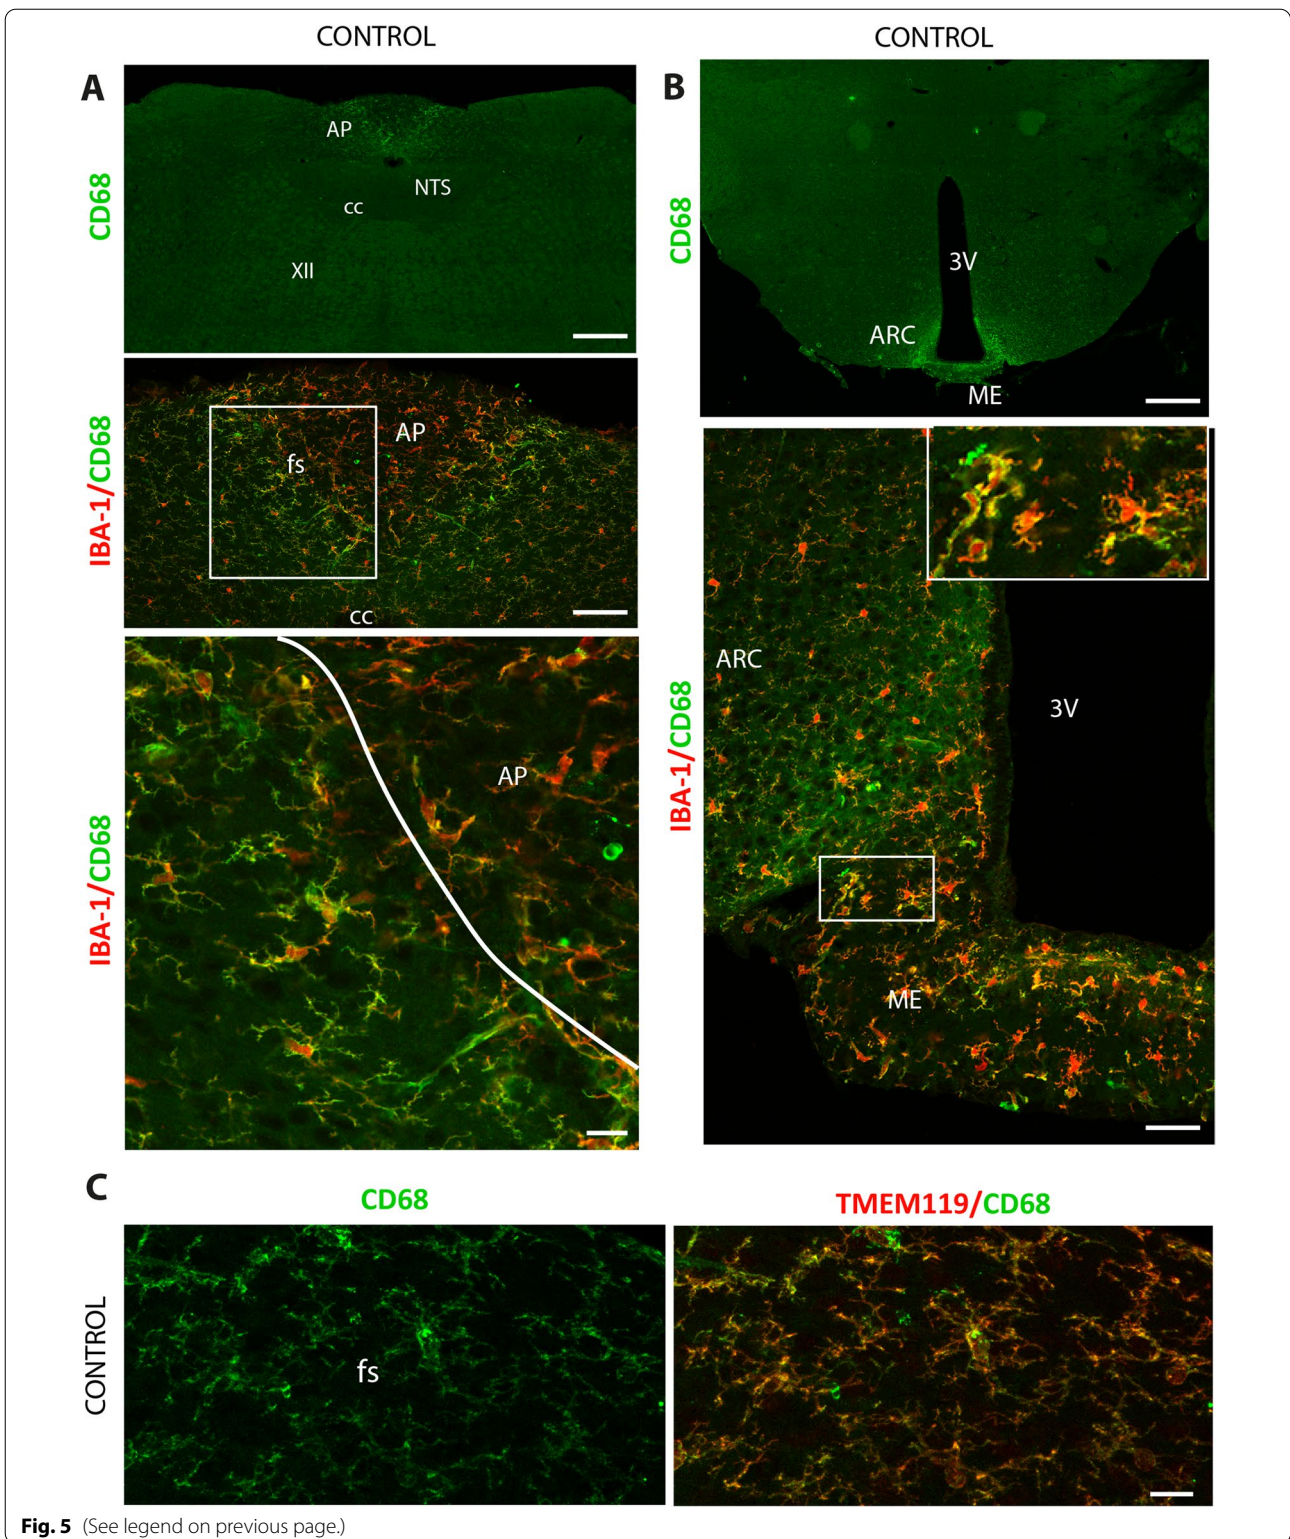 CONTROL
A
CD68
AP
NTS
cc
XII
IBA-1/CD68
AP
fs
cc
IBA-1/CD68
AP
CONTROL
B
CD68
3V
ARC
ME
IBA-1/CD68
ARC
3V
ME
C
CD68
TMEM119/CD68
CONTROL
fs
Fig. 5 (See legend on previous page.)